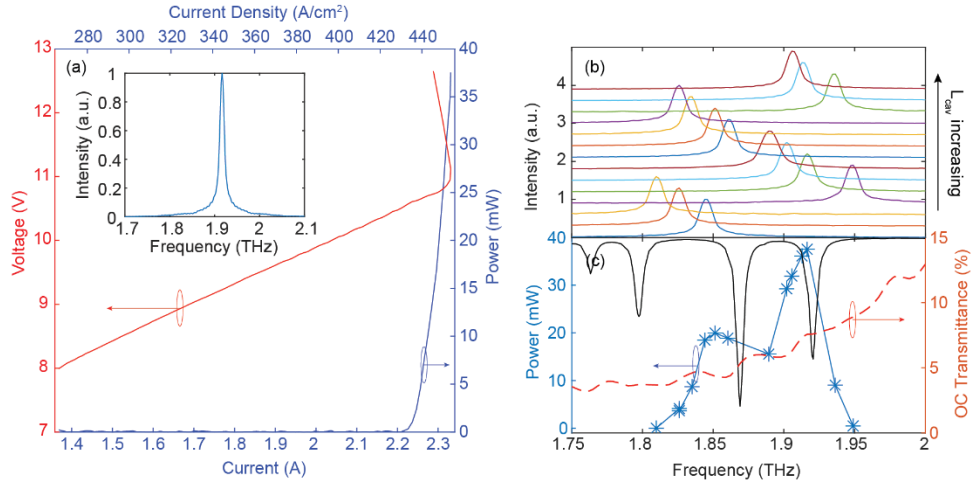 Current Density (A/cm²)
280 300 320 340 360 380 400 420 440
(a)
13
12
11
10
9
8
7
Voltage (V)
40
35
30
25
20
15
10
5
0
Power (mW)
1.4 1.5 1.6 1.7 1.8 1.9 2 2.1 2.2 2.3
Current (A)
1
0.8
0.6
0.4
0.2
0
Intensity (a.u.)
1.7 1.8 1.9 2.0 2.1
Frequency (THz)
(b)
4
3
2
1
Intensity (a.u.)
L_cav increasing
(c)
40
30
20
10
0
Power (mW)
15
10
5
0
OC Transmittance (%)
1.75 1.8 1.85 1.9 1.95 2
Frequency (THz)